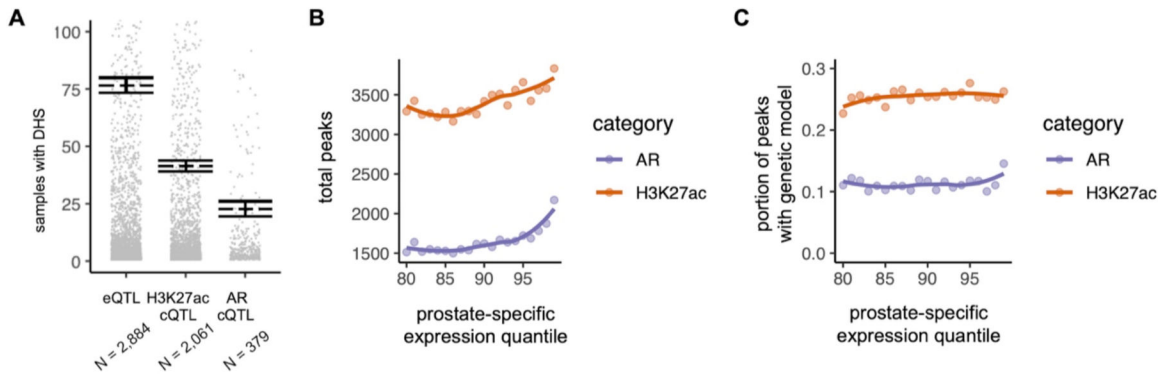 A
samples with DHS
100
75
50
25
0
eQTL
H3K27ac
cQTL
AR
cQTL
N = 2,884
N = 2,061
N = 379
B
total peaks
3500
3000
2500
2000
1500
80
85
90
95
prostate-specific
expression quantile
category
AR
H3K27ac
C
portion of peaks
with genetic model
0.3
0.2
0.1
0.0
80
85
90
95
prostate-specific
expression quantile
category
AR
H3K27ac